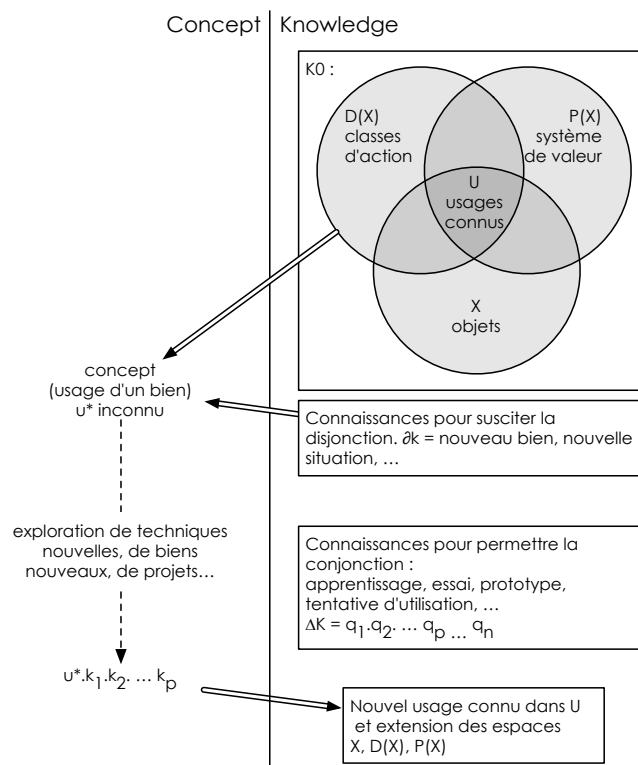 Concept
Knowledge
K0 :
D(X)
classes
d'action
P(X)
système
de valeur
U
usages
connus
X
objets
concept
(usage d'un bien)
u* inconnu
Connaissances pour susciter la
disjonction. ∂k = nouveau bien, nouvelle
situation, ...
exploration de techniques
nouvelles, de biens
nouveaux, de projets...
Connaissances pour permettre la
conjonction :
apprentissage, essai, prototype,
tentative d'utilisation, ...
ΔK = q1.q2. ... qp ... qn
u*.k1.k2. ... kp
Nouvel usage connu dans U
et extension des espaces
X, D(X), P(X)